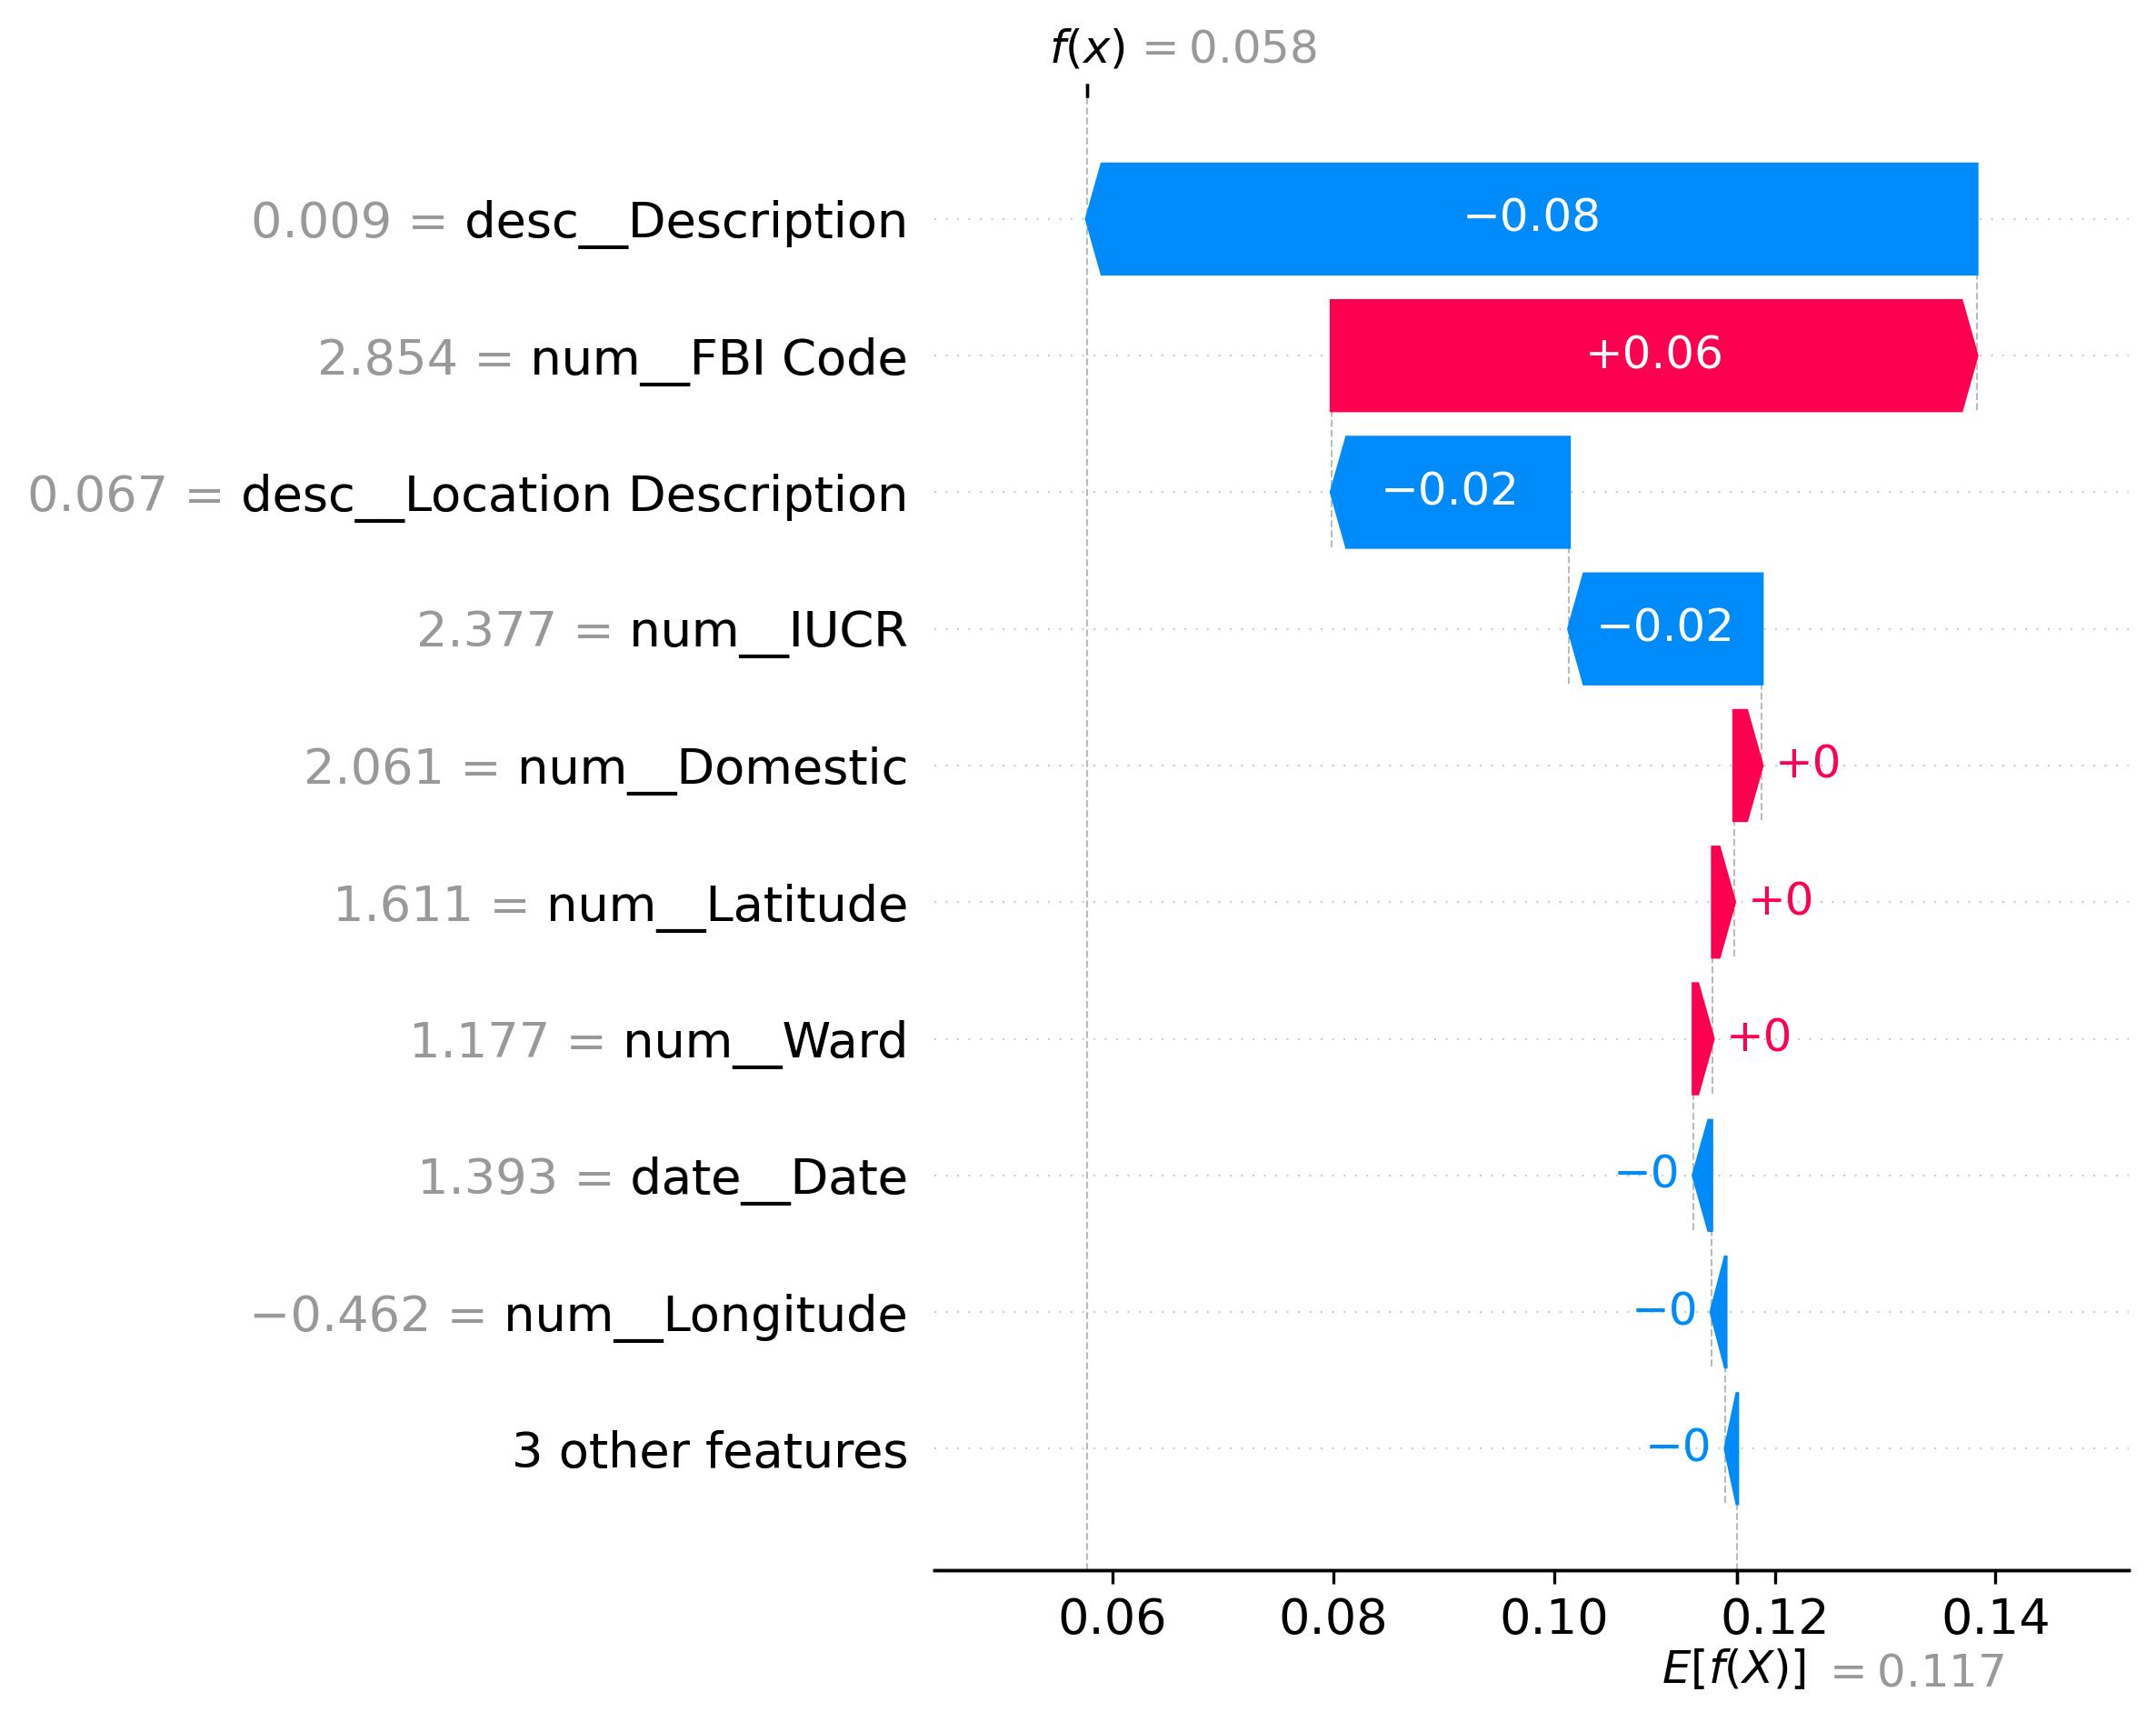 f(x) = 0.058
0.009 = desc__Description −0.08
2.854 = num__FBI Code +0.06
0.067 = desc__Location Description −0.02
2.377 = num__IUCR −0.02
2.061 = num__Domestic +0
1.611 = num__Latitude +0
1.177 = num__Ward +0
1.393 = date__Date −0
−0.462 = num__Longitude −0
3 other features −0
0.06 0.08 0.10 0.12 0.14
E[f(X)] = 0.117